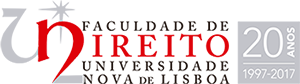 FACULDADE DE
DIREITO
UNIVERSIDADE
NOVA DE LISBOA
20 ANOS
1997-2017